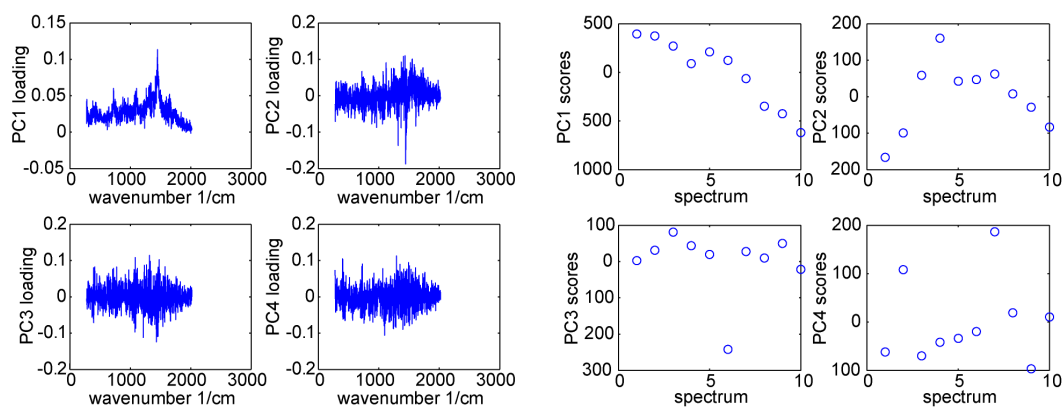 0.15
0.1
0.05
0
-0.05
PC1 loading
0 1000 2000 3000
wavenumber 1/cm
0.2
0.1
0
-0.1
-0.2
PC2 loading
0 1000 2000 3000
wavenumber 1/cm
500
0
500
1000
PC1 scores
0 5 10
spectrum
200
100
0
100
200
PC2 scores
0 5 10
spectrum
0.2
0.1
0
-0.1
-0.2
PC3 loading
0 1000 2000 3000
wavenumber 1/cm
0.2
0.1
0
-0.1
-0.2
PC4 loading
0 1000 2000 3000
wavenumber 1/cm
100
0
100
200
300
PC3 scores
0 5 10
spectrum
200
100
0
100
PC4 scores
0 5 10
spectrum